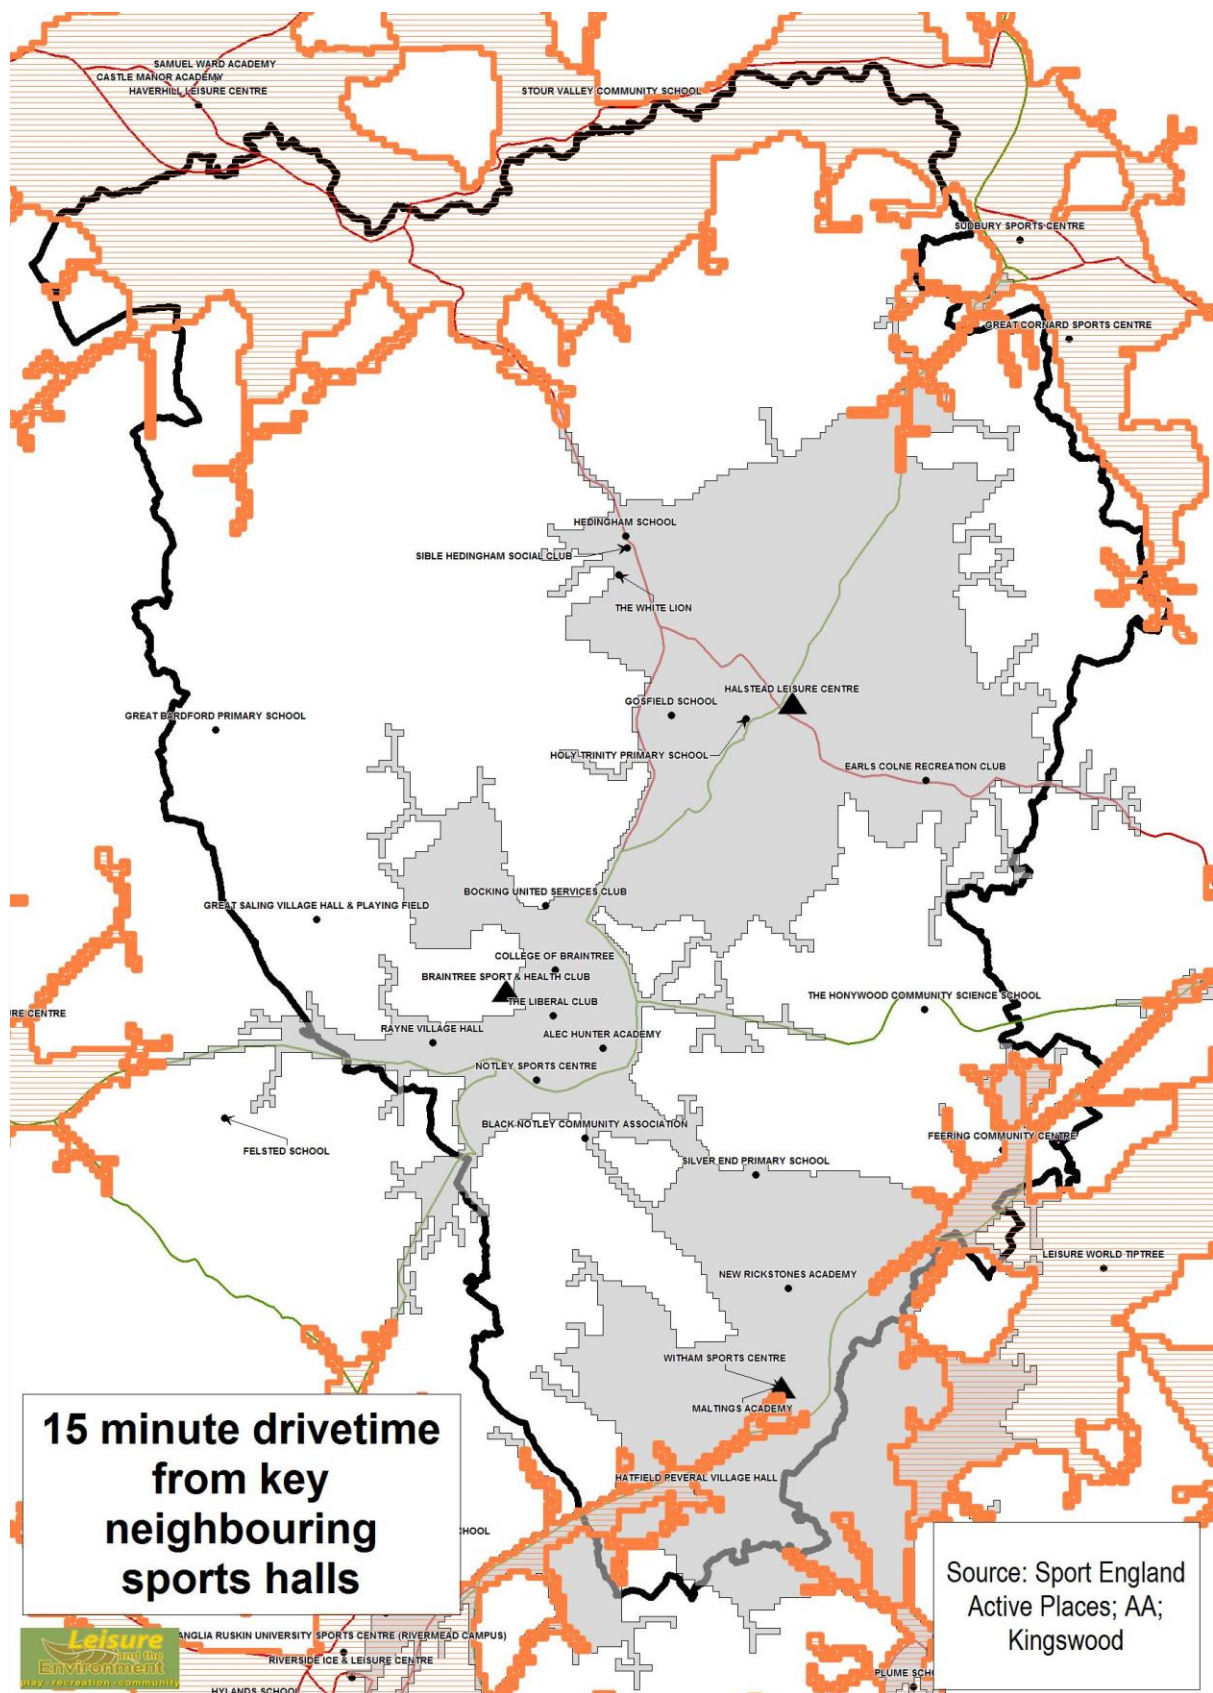 SAMUEL WARD ACADEMY
CASTLE MANOR ACADEMY
HAVERHILL LEISURE CENTRE
STOUR VALLEY COMMUNITY SCHOOL
SUDBURY SPORTS CENTRE
GREAT CORNARD SPORTS CENTRE
HEDINGHAM SCHOOL
SIBLE HEDINGHAM SOCIAL CLUB
THE WHITE LION
HALSTEAD LEISURE CENTRE
GOSFIELD SCHOOL
GREAT BARDFORD PRIMARY SCHOOL
HOLY TRINITY PRIMARY SCHOOL
EARLS COLNE RECREATION CLUB
BOCKING UNITED SERVICES CLUB
GREAT SALING VILLAGE HALL & PLAYING FIELD
COLLEGE OF BRAINTREE
BRAINTREE SPORT & HEALTH CLUB
THE LIBERAL CLUB
THE HONYWOOD COMMUNITY SCIENCE SCHOOL
URE CENTRE
RAYNE VILLAGE HALL
ALEC HUNTER ACADEMY
NOTLEY SPORTS CENTRE
BLACK NOTLEY COMMUNITY ASSOCIATION
FEERING COMMUNITY CENTRE
FELSTED SCHOOL
SILVER END PRIMARY SCHOOL
LEISURE WORLD TIPTREE
NEW RICKSTONES ACADEMY
WITHAM SPORTS CENTRE
MALTINGS ACADEMY
HATFIELD PEVERAL VILLAGE HALL
15 minute drivetime
from key
neighbouring
sports halls
HOOL
Source: Sport England
Active Places; AA;
Kingswood
ANGLIA RUSKIN UNIVERSITY SPORTS CENTRE (RIVERMEAD CAMPUS)
RIVERSIDE ICE & LEISURE CENTRE
PLUME SCH
HYLANDS SCHOOL
Leisure
and the
Environment
play • recreation • community